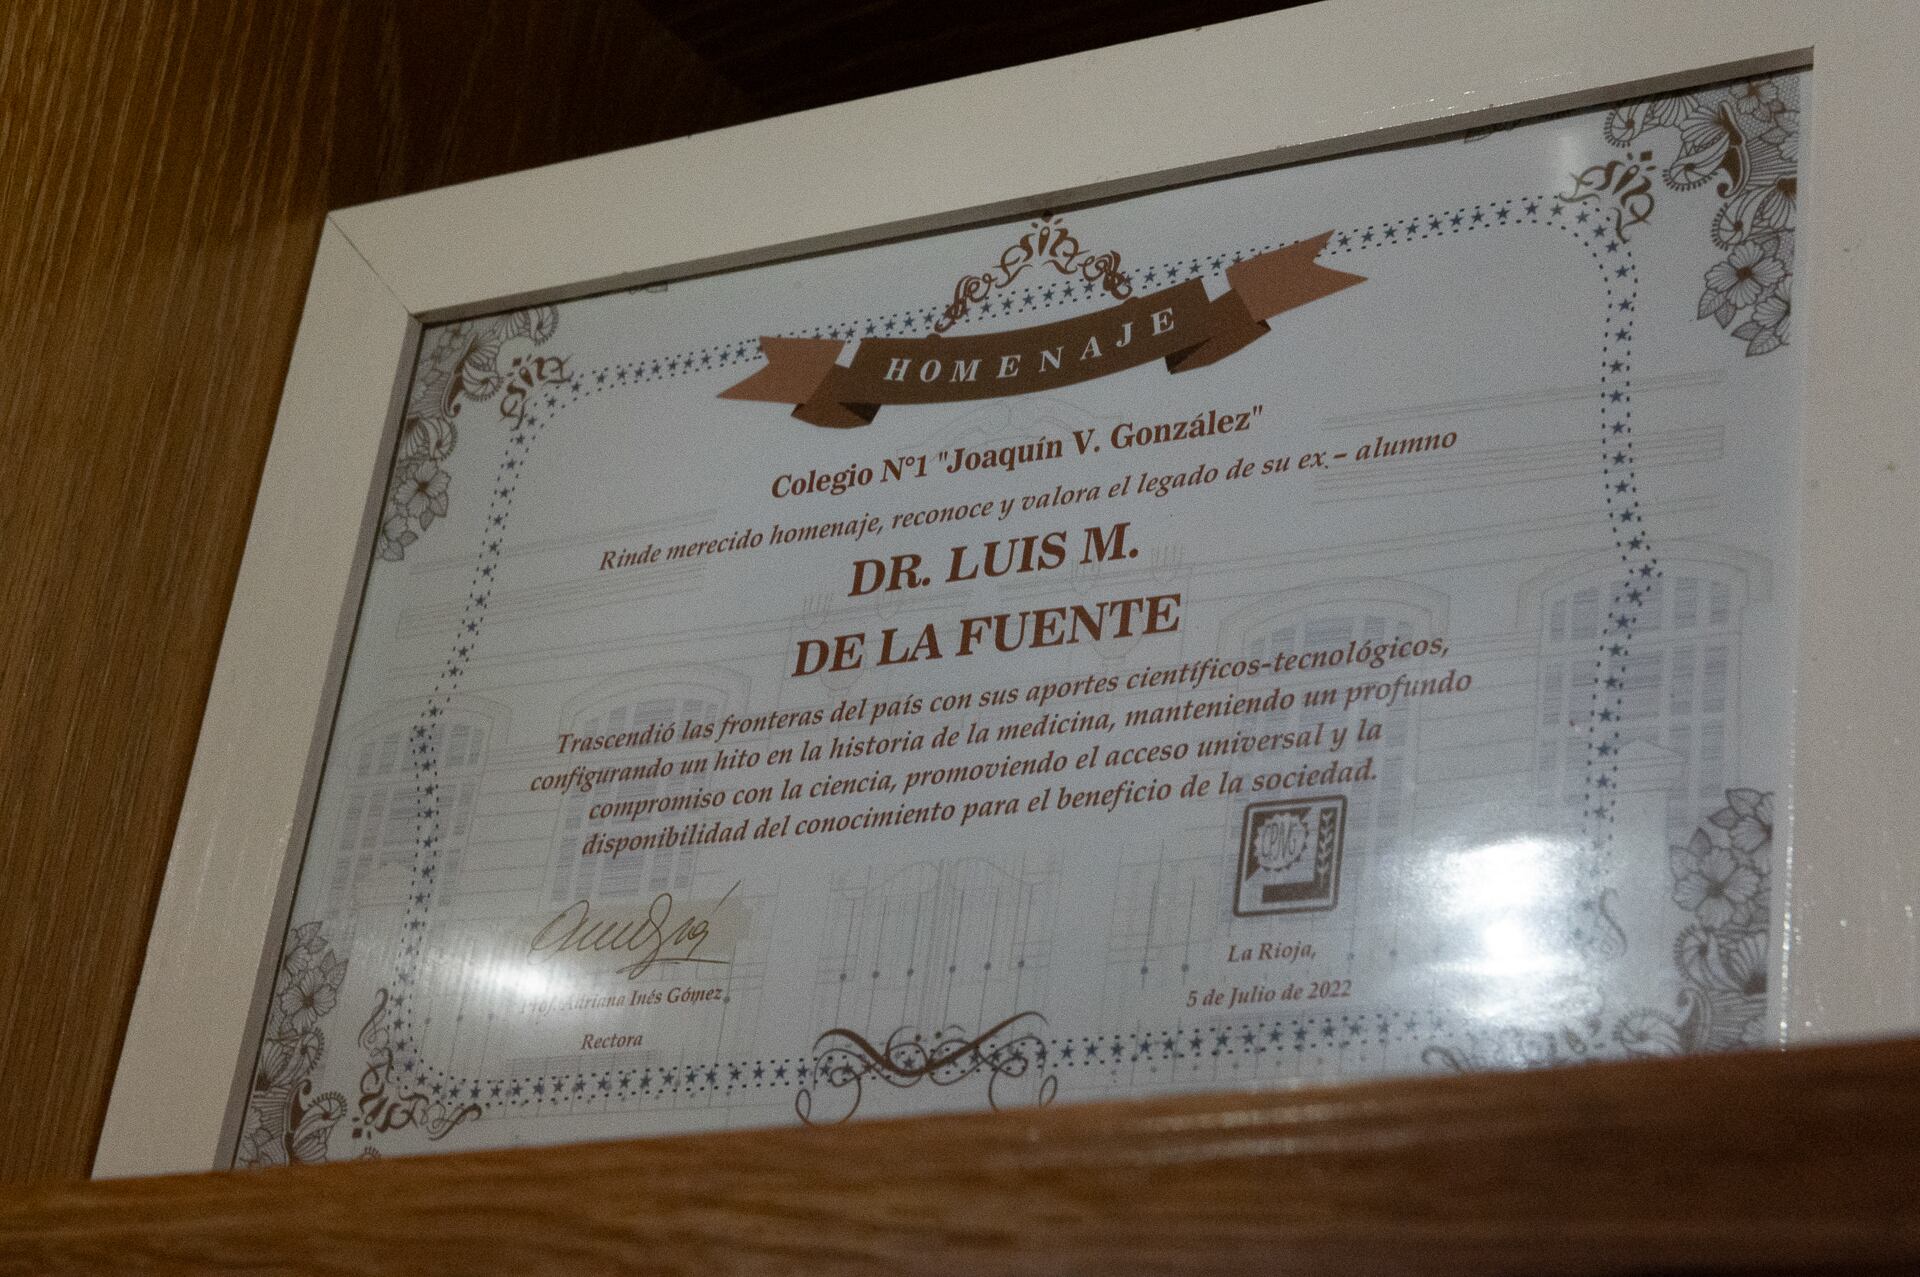 HOMENAJE
Colegio N°1 "Joaquín V. González"
Rinde merecido homenaje, reconoce y valora el legado de su ex – alumno
DR. LUIS M.
DE LA FUENTE
Trascendió las fronteras del país con sus aportes científicos-tecnológicos,
configurando un hito en la historia de la medicina, manteniendo un profundo
compromiso con la ciencia, promoviendo el acceso universal y la
disponibilidad del conocimiento para el beneficio de la sociedad.
CPNG
Prof. Adriana Inés Gómez
Rectora
La Rioja,
5 de Julio de 2022